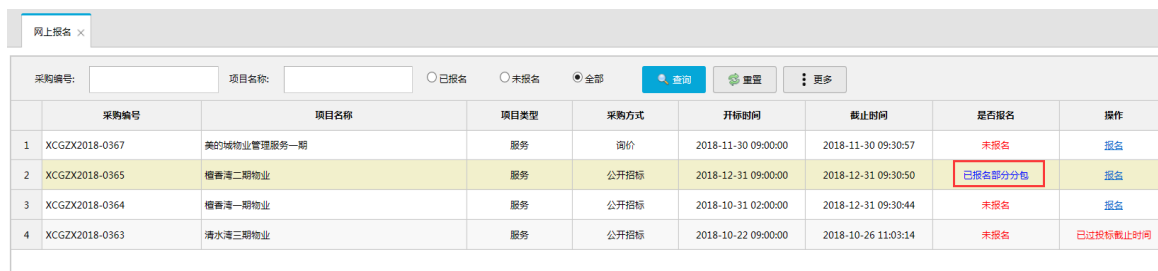 网上报名 ×
采购编号: 项目名称: 已报名 未报名 全部 查询 重置 更多
采购编号 项目名称 项目类型 采购方式 开标时间 截止时间 是否报名 操作
1 XCGZX2018-0367 美的城物业管理服务一期 服务 询价 2018-11-30 09:00:00 2018-11-30 09:30:57 未报名 报名
2 XCGZX2018-0365 檀香湾二期物业 服务 公开招标 2018-12-31 09:00:00 2018-12-31 09:30:50 已报名部分分包 报名
3 XCGZX2018-0364 檀香湾一期物业 服务 公开招标 2018-10-31 02:00:00 2018-12-31 09:30:44 未报名 报名
4 XCGZX2018-0363 清水湾三期物业 服务 公开招标 2018-10-22 09:00:00 2018-10-26 11:03:14 未报名 已过投标截止时间